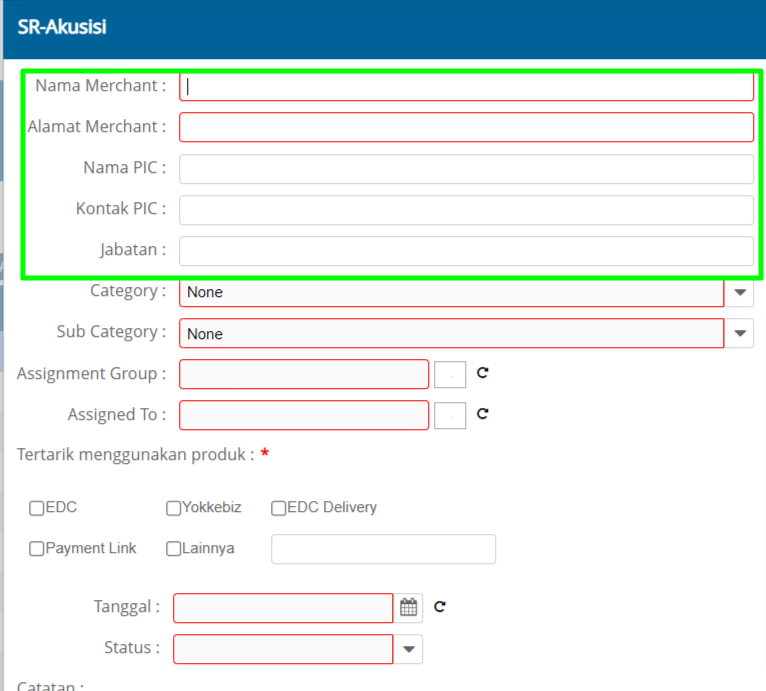 SR-Akusisi
Nama Merchant :
Alamat Merchant :
Nama PIC :
Kontak PIC :
Jabatan :
Category : None
Sub Category : None
Assignment Group :
Assigned To :
Tertarik menggunakan produk : *
EDC Yokkebiz EDC Delivery
Payment Link Lainnya
Tanggal :
Status :
Catatan :